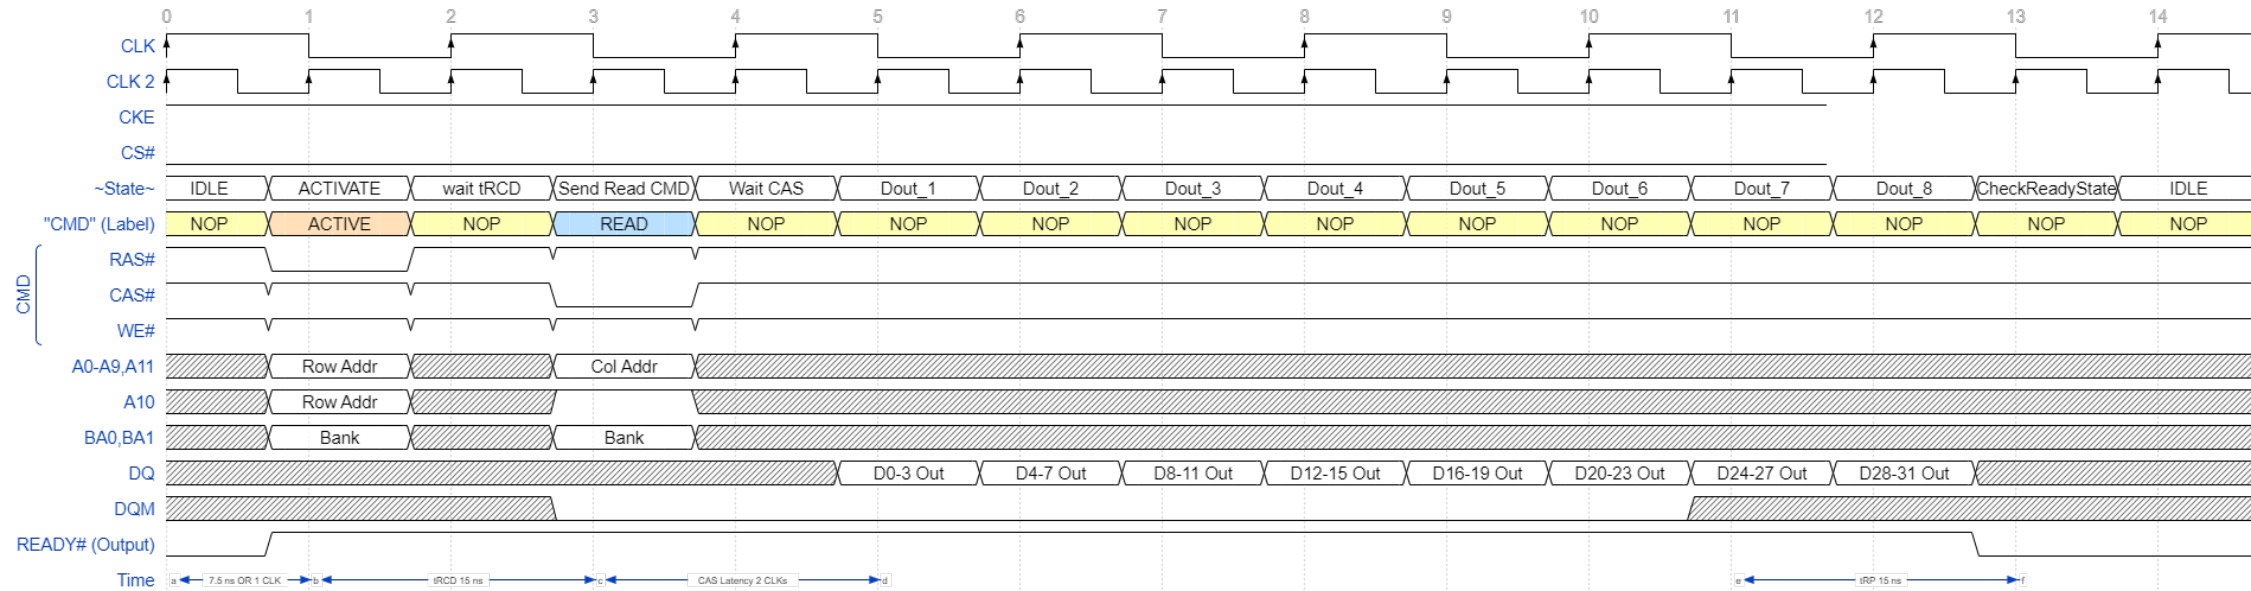 0 1 2 3 4 5 6 7 8 9 10 11 12 13 14
CLK
CLK 2
CKE
CS#
~State~ IDLE ACTIVATE wait tRCD Send Read CMD Wait CAS Dout_1 Dout_2 Dout_3 Dout_4 Dout_5 Dout_6 Dout_7 Dout_8 CheckReadyState IDLE
"CMD" (Label) NOP ACTIVE NOP READ NOP NOP NOP NOP NOP NOP NOP NOP NOP NOP NOP
CMD
RAS#
CAS#
WE#
A0-A9,A11 Row Addr Col Addr
A10 Row Addr
BA0,BA1 Bank Bank
DQ D0-3 Out D4-7 Out D8-11 Out D12-15 Out D16-19 Out D20-23 Out D24-27 Out D28-31 Out
DQM
READY# (Output)
Time a 7.5 ns OR 1 CLK b tRCD 15 ns c CAS Latency 2 CLKs d e tRP 15 ns f